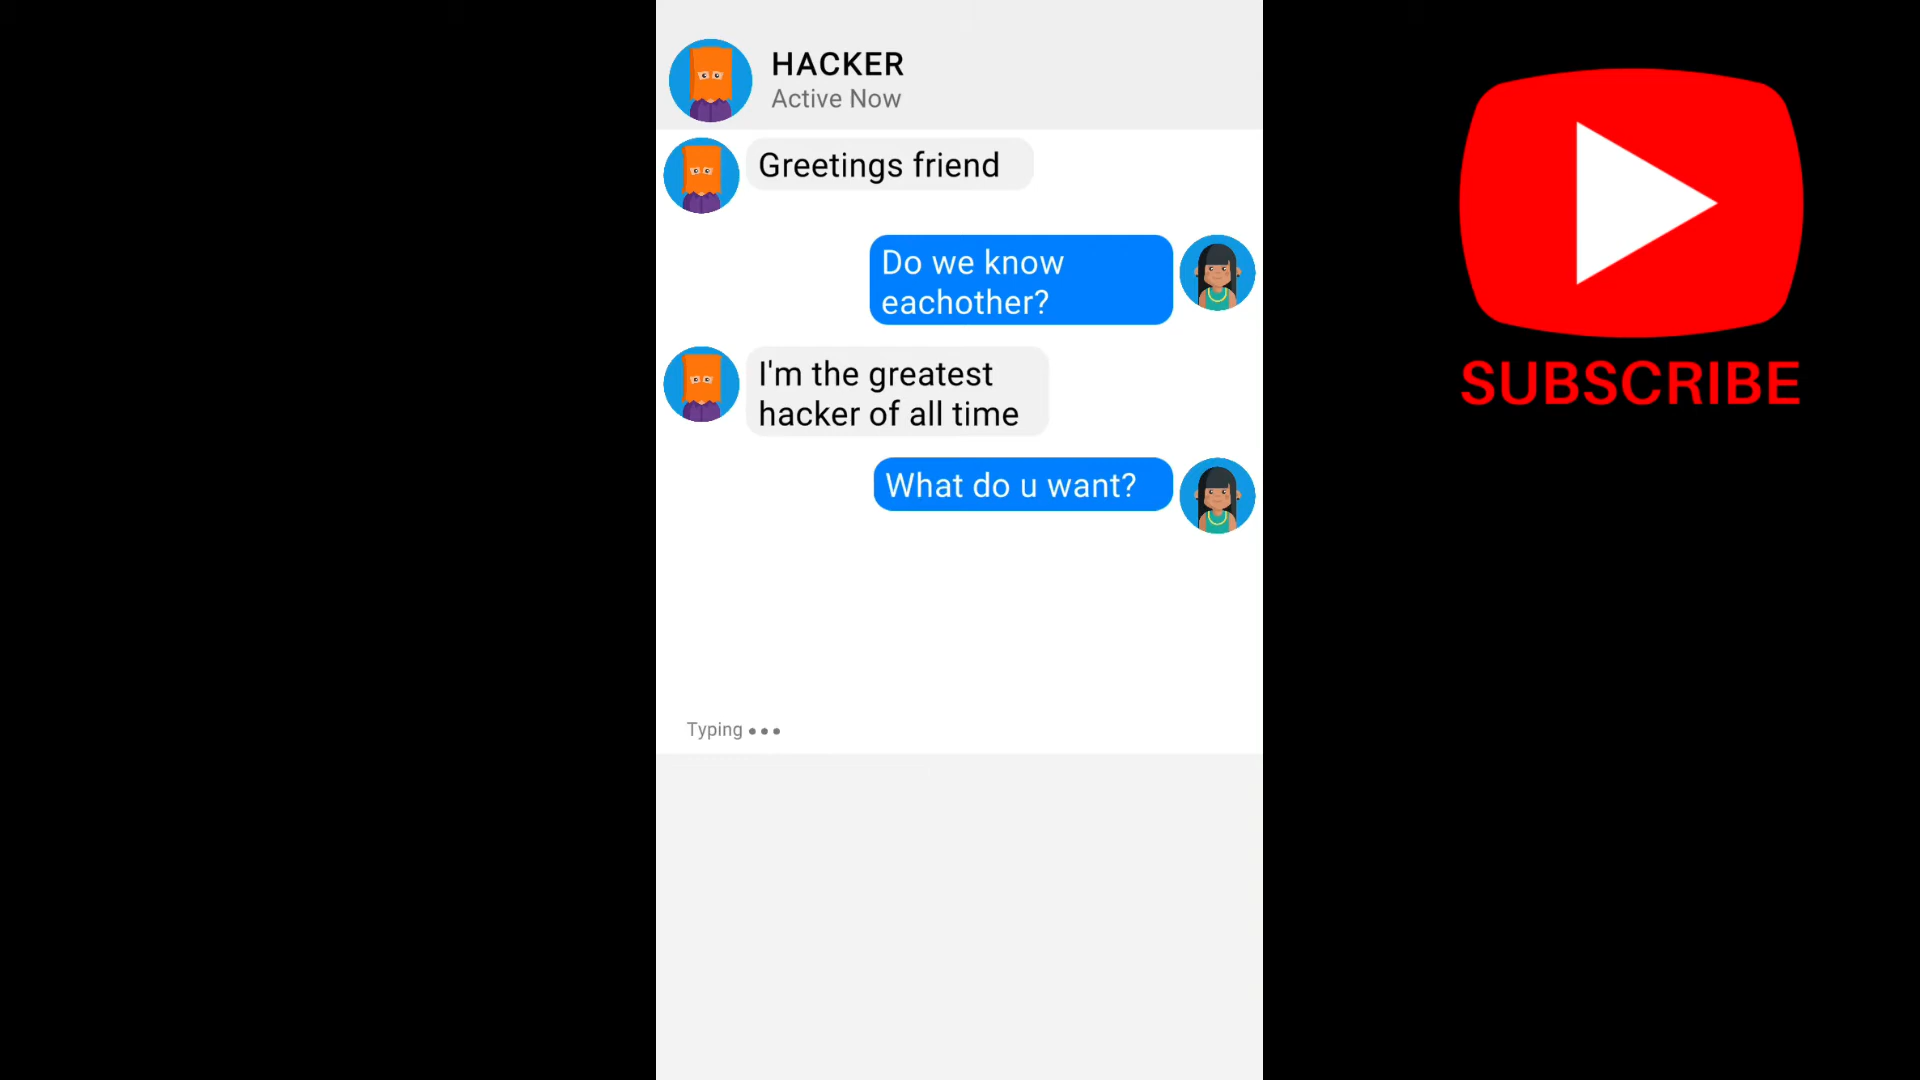 HACKER
Active Now
Greetings friend
Do we know
eachother?
I'm the greatest
hacker of all time
What do u want?
Typing
SUBSCRIBE